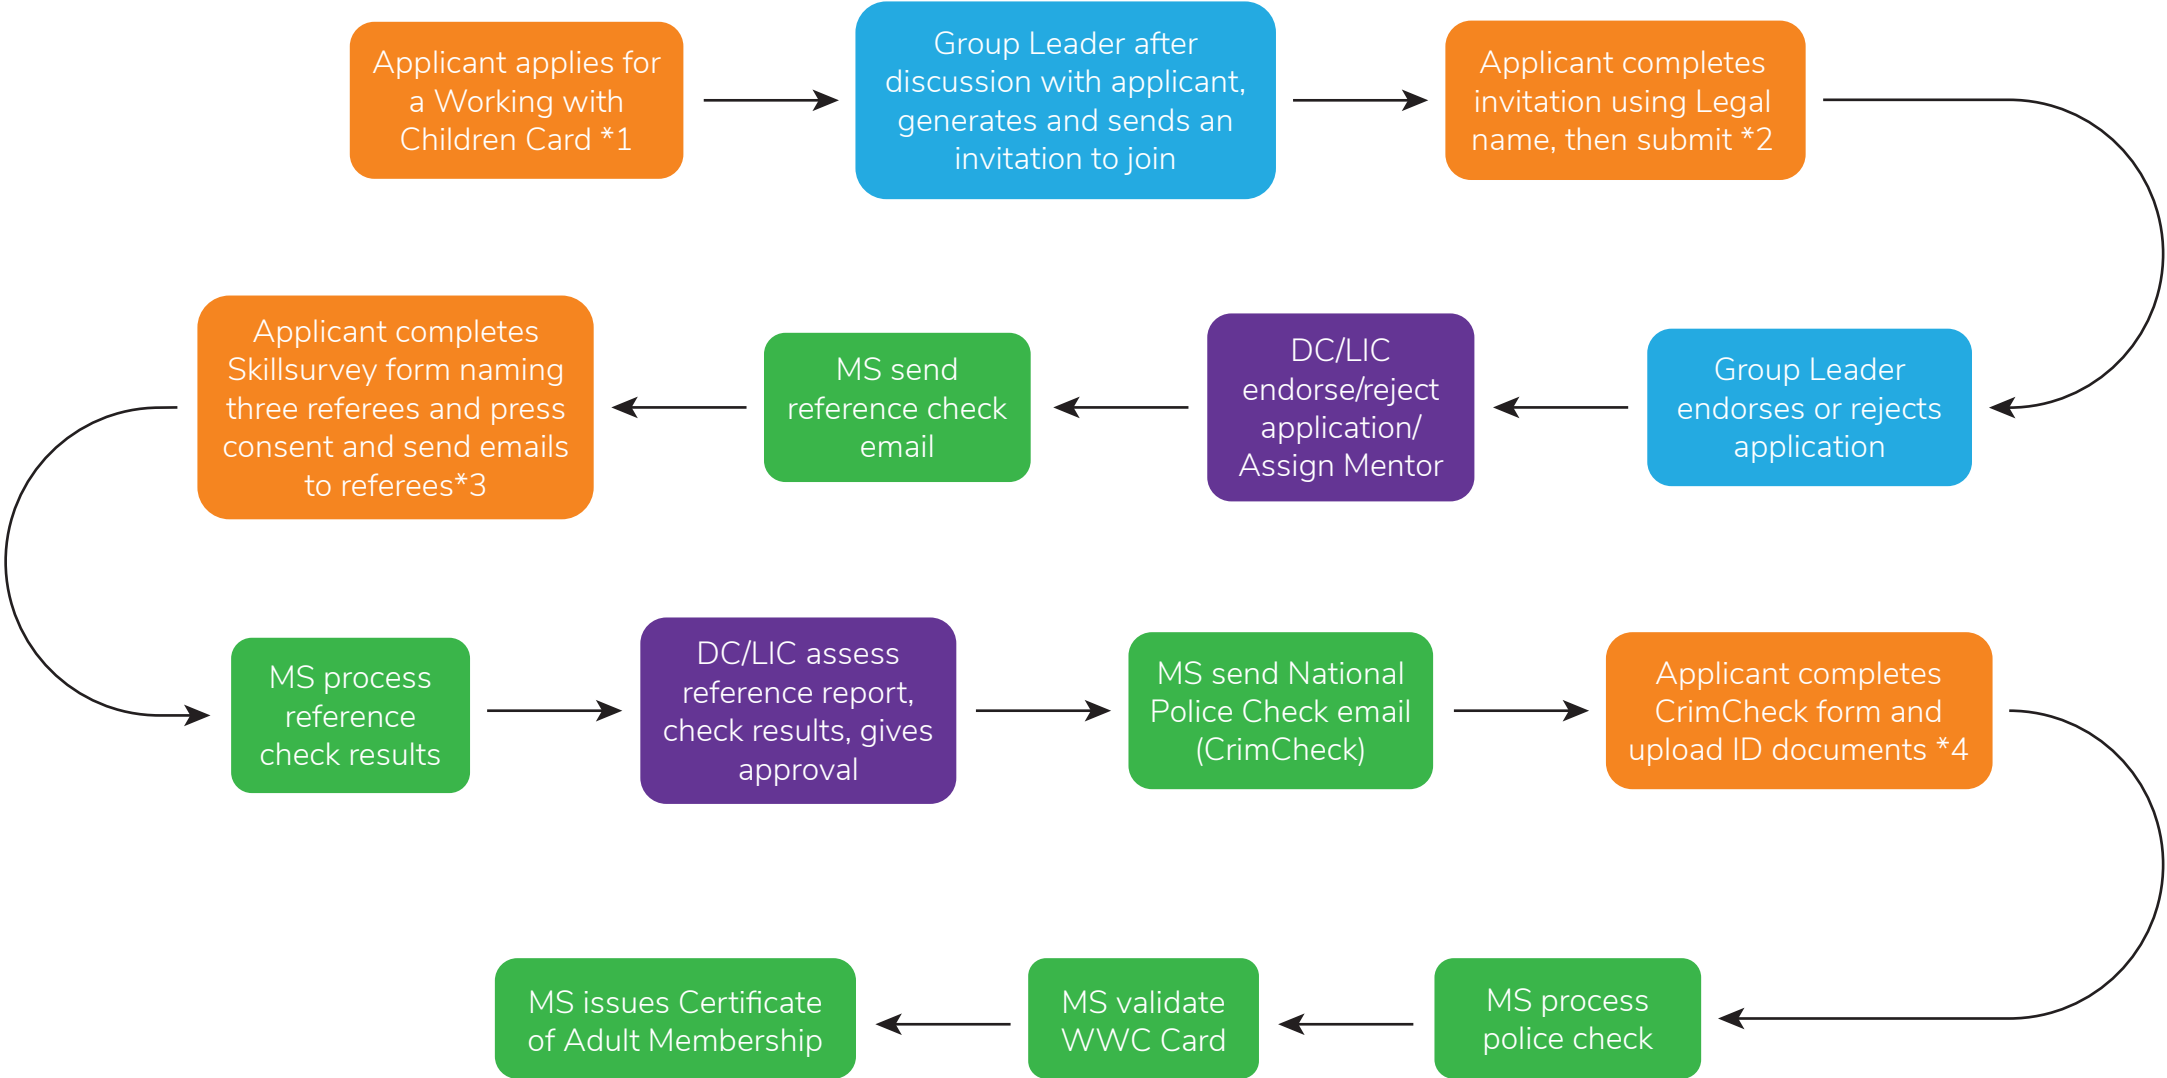 Applicant applies for
a Working with
Children Card *1
Group Leader after
discussion with applicant,
generates and sends an
invitation to join
Applicant completes
invitation using Legal
name, then submit *2
Group Leader
endorses or rejects
application
DC/LIC
endorse/reject
application/
Assign Mentor
MS send
reference check
email
Applicant completes
Skillsurvey form naming
three referees and press
consent and send emails
to referees*3
MS process
reference
check results
DC/LIC assess
reference report,
check results, gives
approval
MS send National
Police Check email
(CrimCheck)
Applicant completes
CrimCheck form and
upload ID documents *4
MS process
police check
MS validate
WWC Card
MS issues Certificate
of Adult Membership